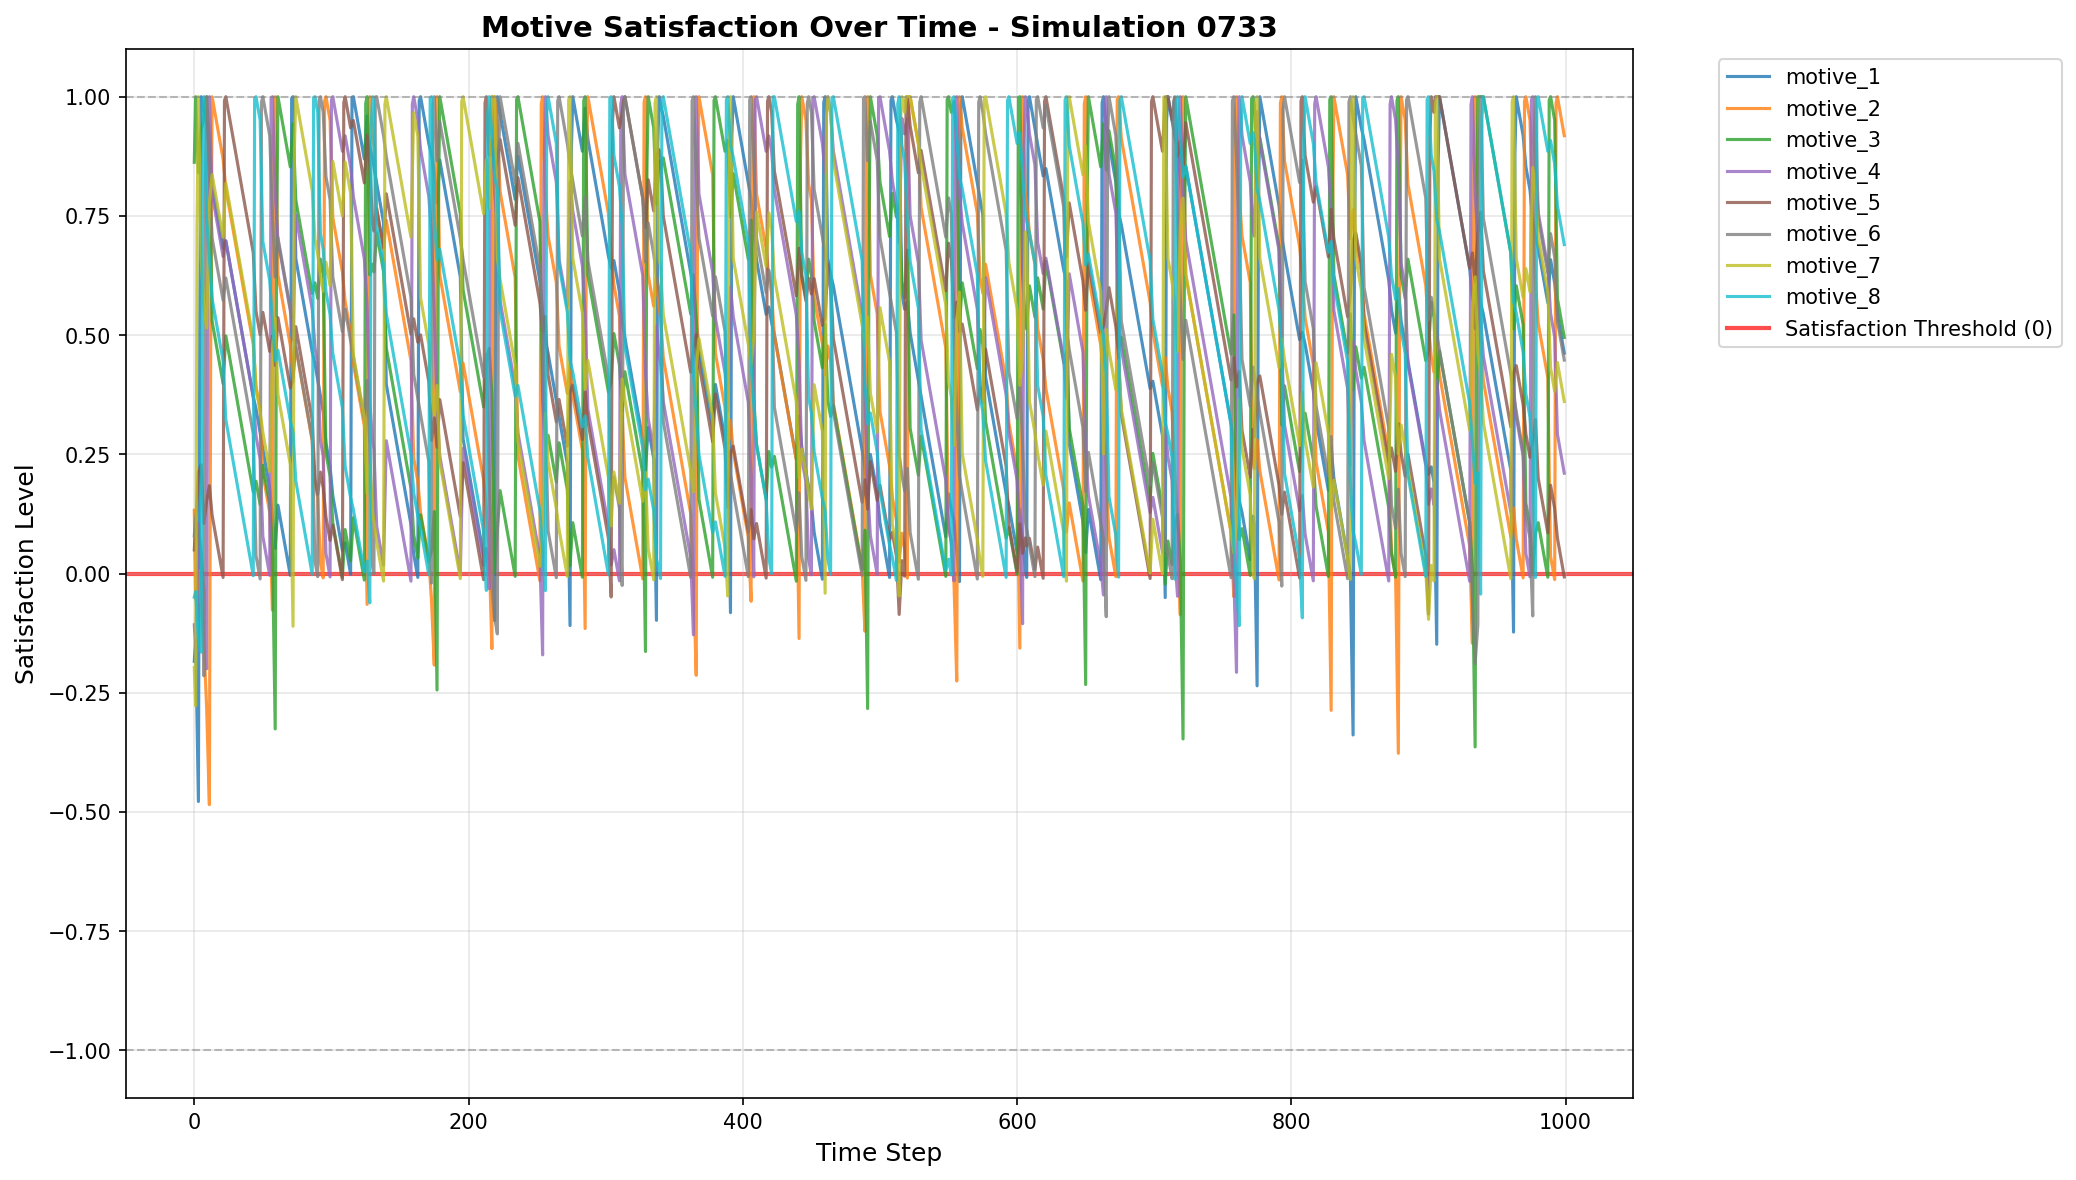 Motive Satisfaction Over Time - Simulation 0733
Satisfaction Level
1.00
0.75
0.50
0.25
0.00
−0.25
−0.50
−0.75
−1.00
0
200
400
600
800
1000
Time Step
motive_1
motive_2
motive_3
motive_4
motive_5
motive_6
motive_7
motive_8
Satisfaction Threshold (0)